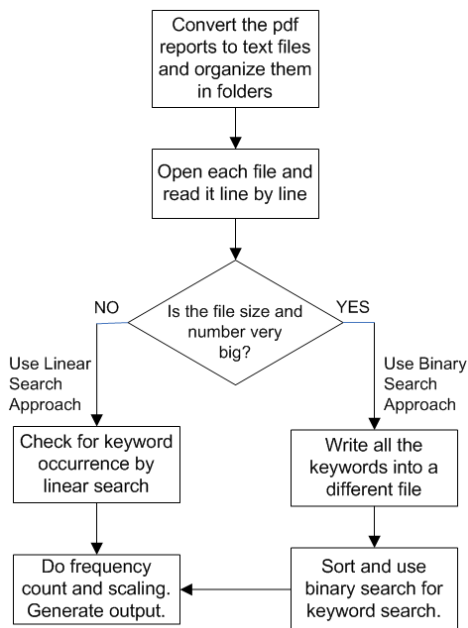 Convert the pdf
reports to text files
and organize them
in folders
Open each file and
read it line by line
Is the file size and
number very
big?
NO
YES
Use Linear
Search
Approach
Use Binary
Search
Approach
Check for keyword
occurrence by
linear search
Write all the
keywords into a
different file
Do frequency
count and scaling.
Generate output.
Sort and use
binary search for
keyword search.